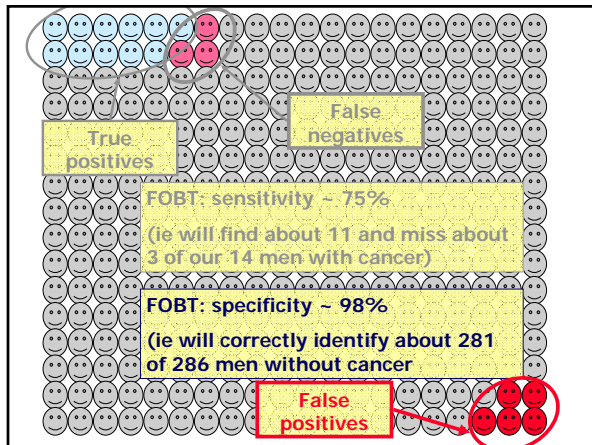 False
negatives
True
positives
FOBT: sensitivity ~ 75%
(ie will find about 11 and miss about
3 of our 14 men with cancer)
FOBT: specificity ~ 98%
(ie will correctly identify about 281
of 286 men without cancer
False
positives